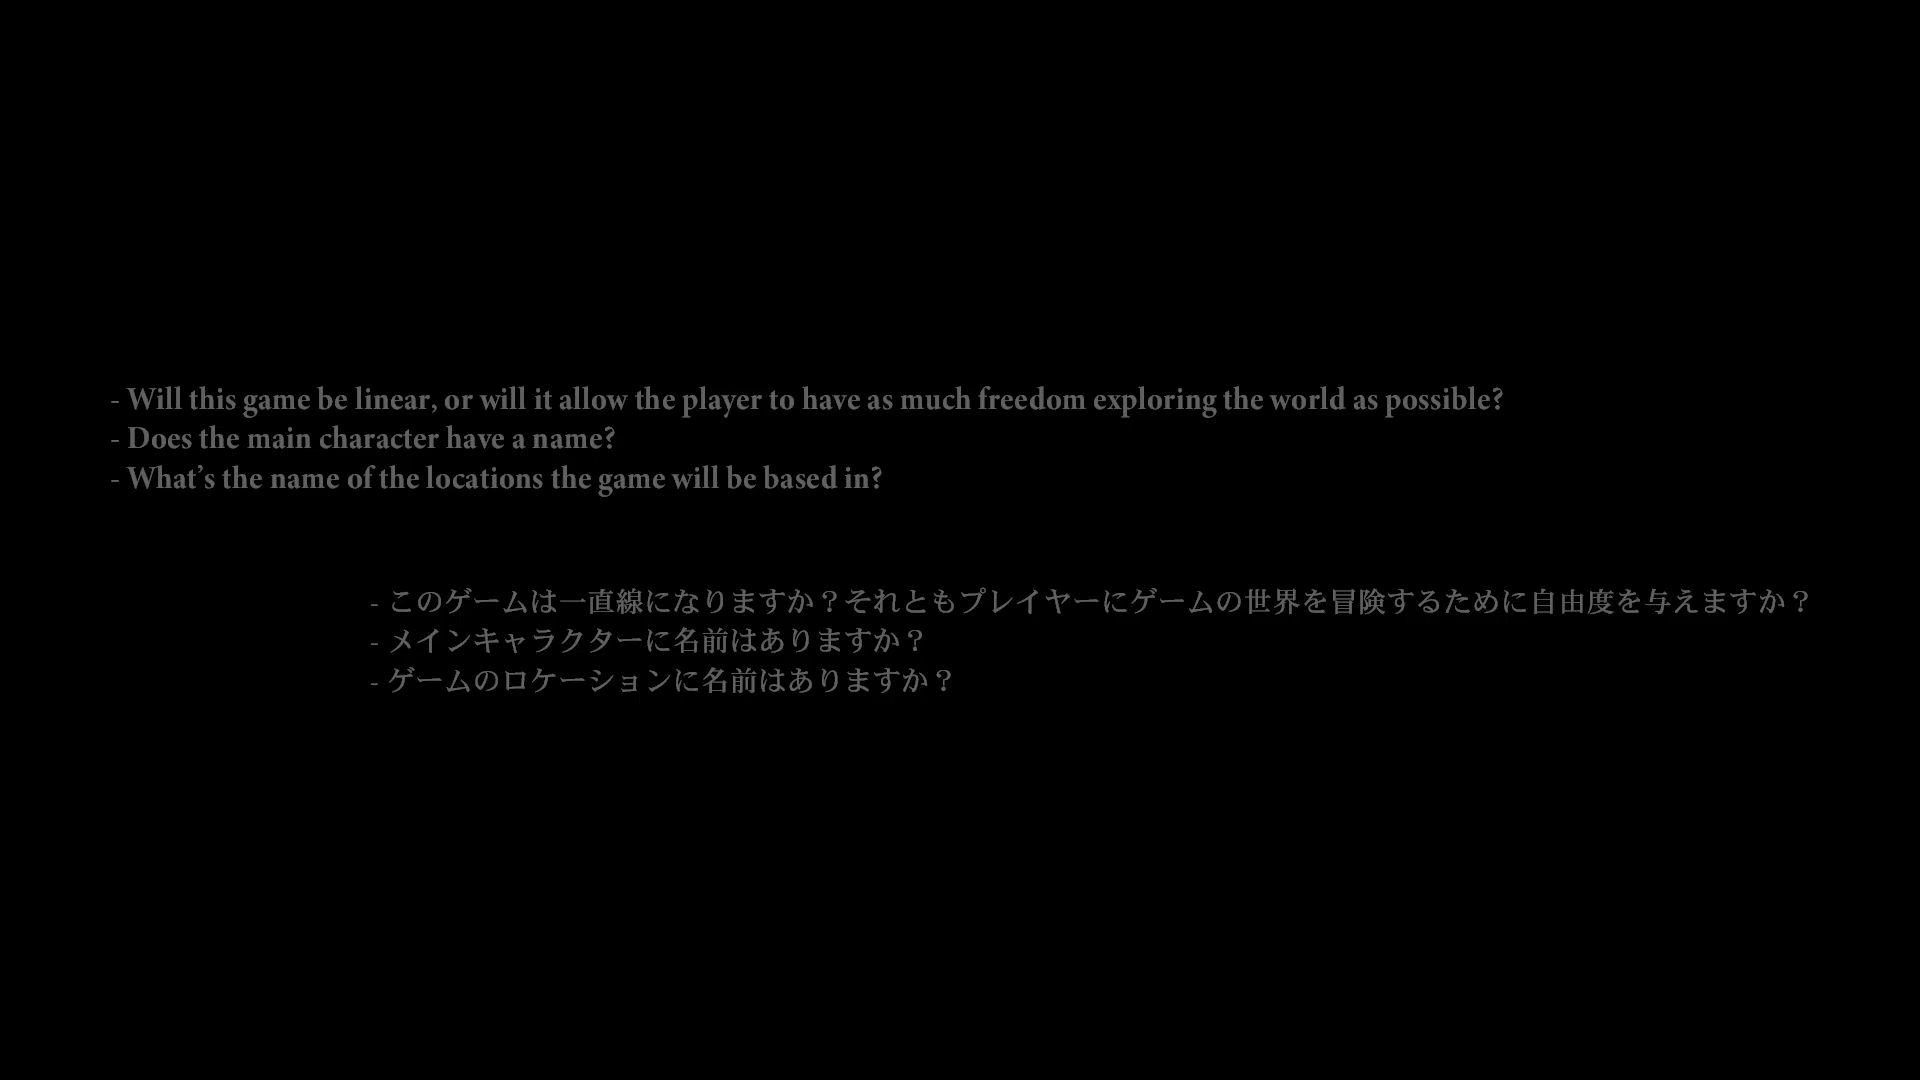 - Will this game be linear, or will it allow the player to have as much freedom exploring the world as possible?
- Does the main character have a name?
- What’s the name of the locations the game will be based in?
- このゲームは一直線になりますか？それともプレイヤーにゲームの世界を冒険するために自由度を与えますか？
- メインキャラクターに名前はありますか？
- ゲームのロケーションに名前はありますか？